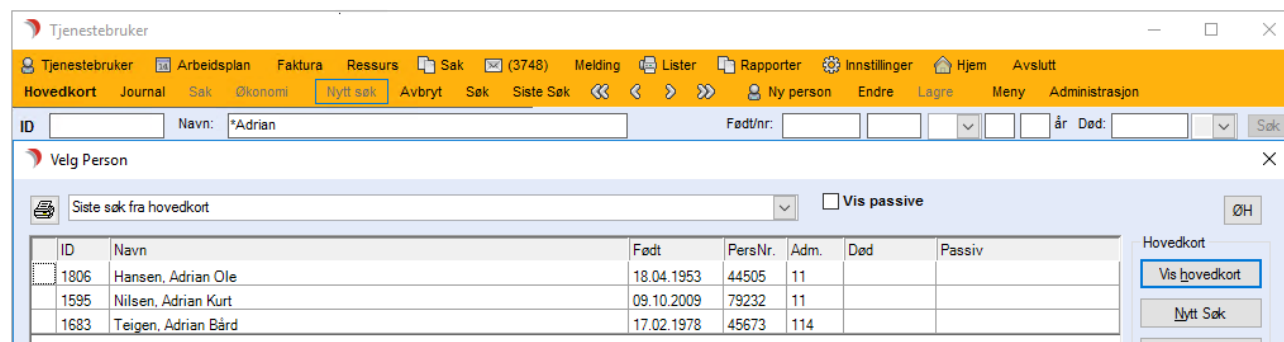 Tjenestebruker
Tjenestebruker 14 Arbeidsplan Faktura Ressurs Sak (3748) Melding Lister Rapporter Innstillinger Hjem Avslutt
Hovedkort Journal Sak Økonomi Nytt søk Avbryt Søk Siste Søk Ny person Endre Lagre Meny Administrasjon
ID Navn: *Adrian Født/nr: år Død: Søk
Velg Person
Siste søk fra hovedkort Vis passive ØH
ID Navn Født PersNr. Adm. Død Passiv Hovedkort
1806 Hansen, Adrian Ole 18.04.1953 44505 11 Vis hovedkort
1595 Nilsen, Adrian Kurt 09.10.2009 79232 11
1683 Teigen, Adrian Bård 17.02.1978 45673 114 Nytt Søk